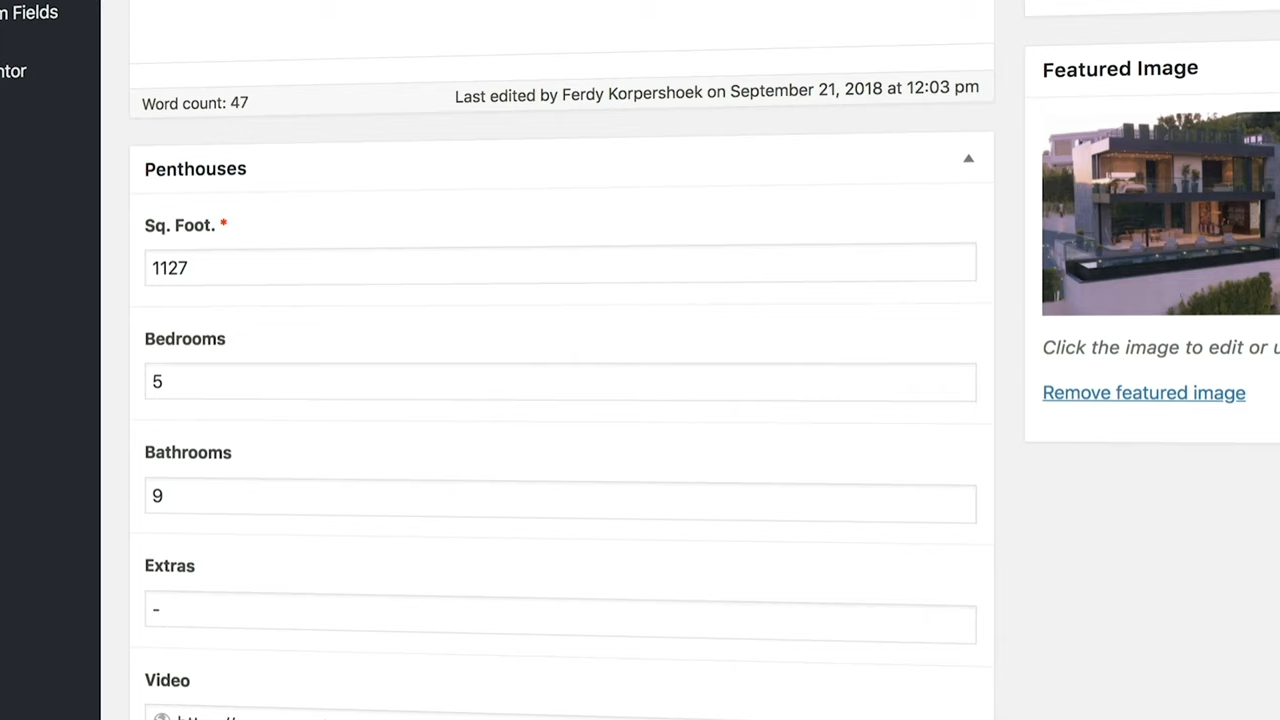 m Fields
ntor
Word count: 47
Last edited by Ferdy Korpershoek on September 21, 2018 at 12:03 pm
Penthouses
Sq. Foot. *
1127
Bedrooms
5
Bathrooms
9
Extras
-
Video
Featured Image
Click the image to edit or u
Remove featured image